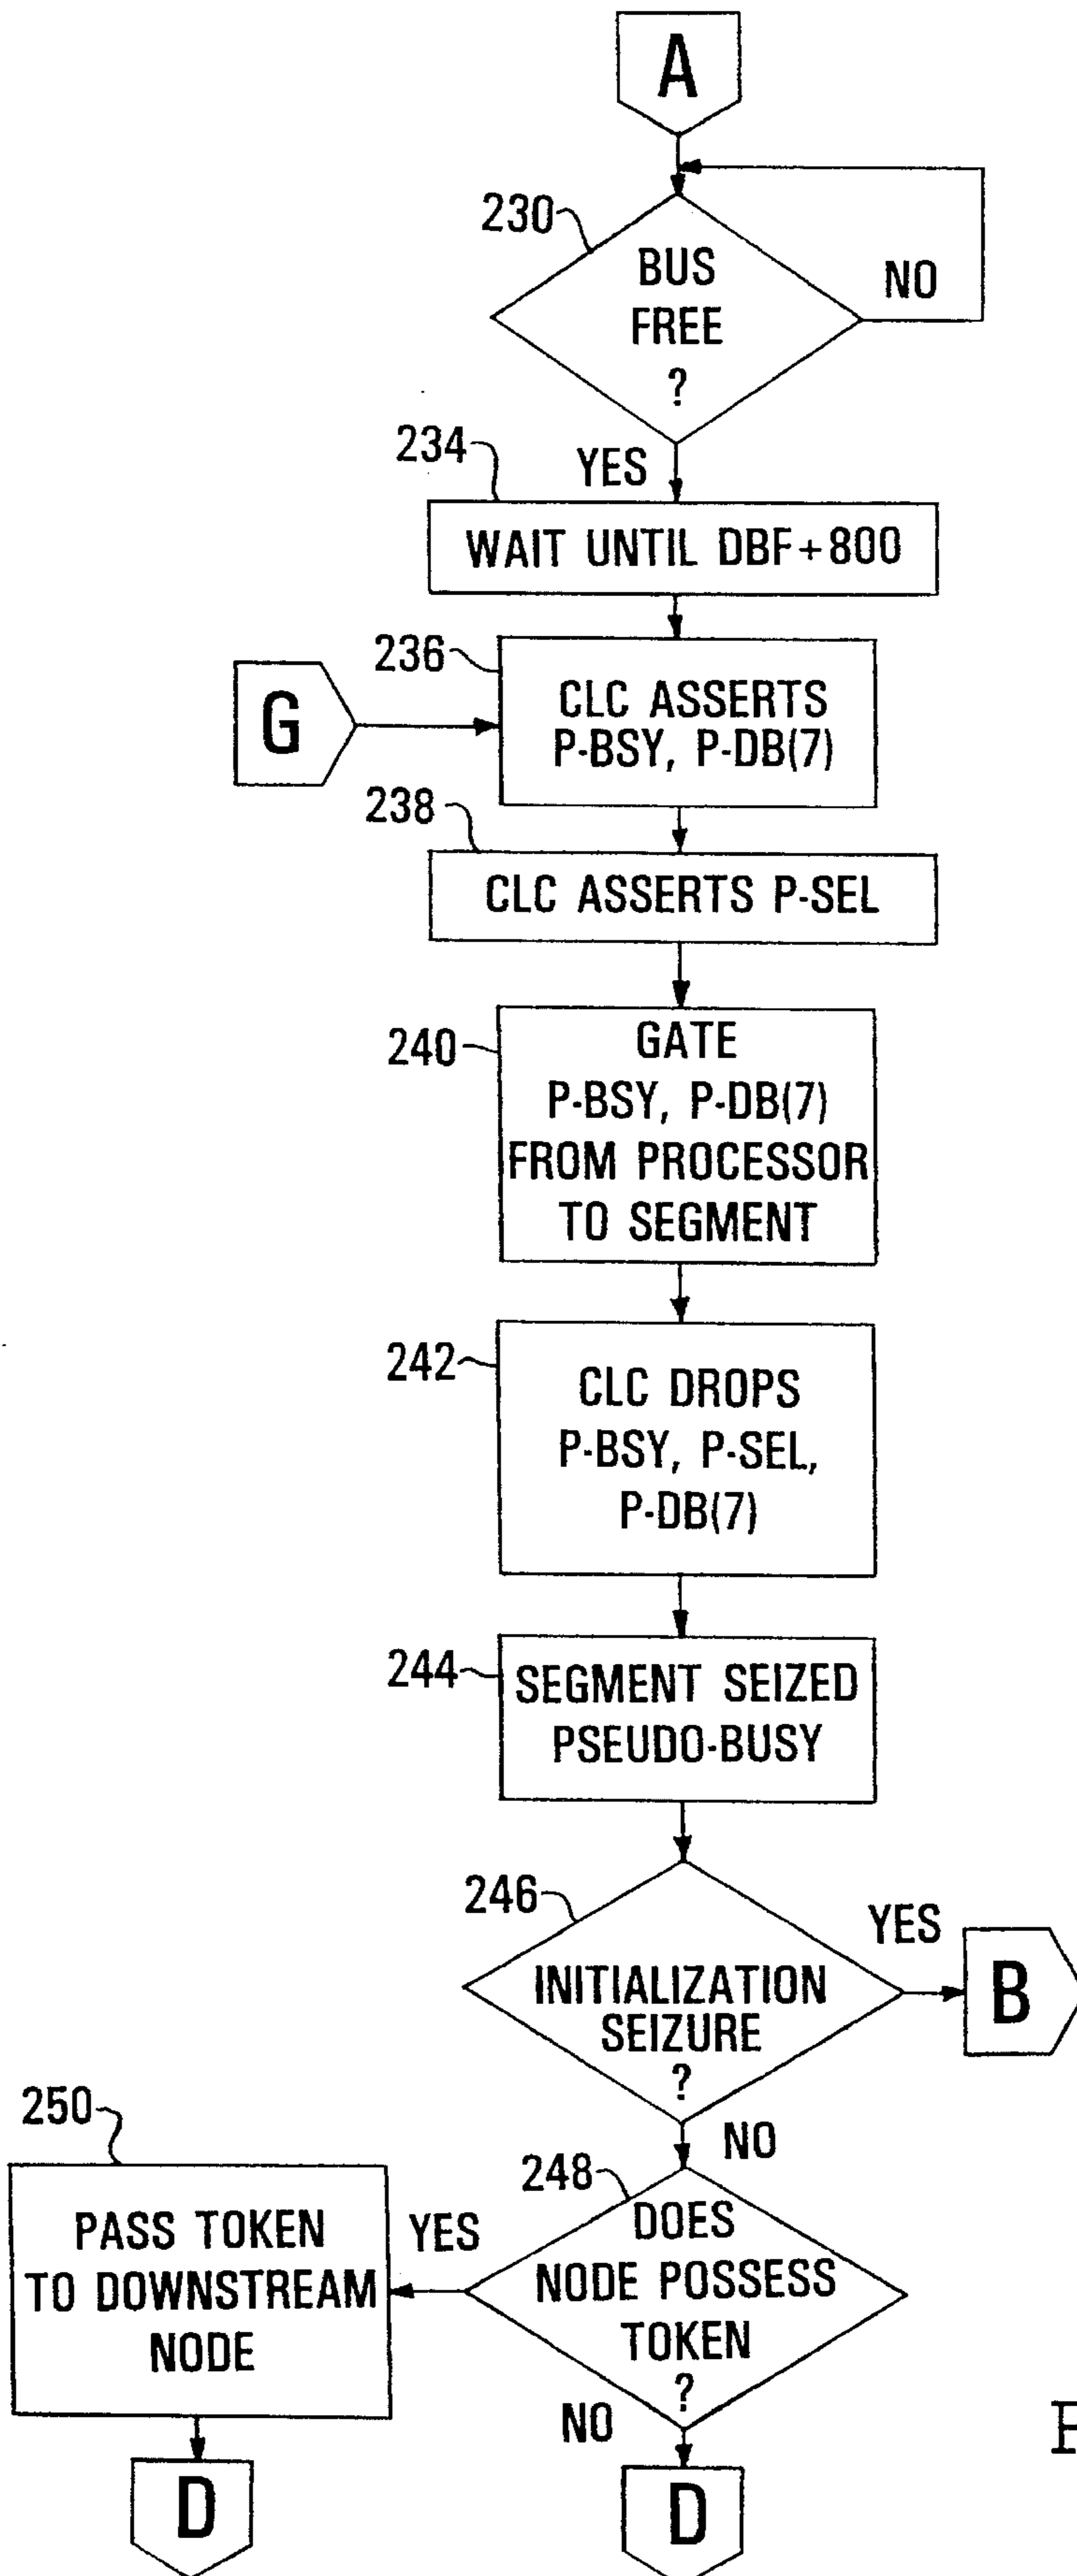 A
230
BUS
FREE
?
NO
YES
234
WAIT UNTIL DBF+800
236
G
CLC ASSERTS
P-BSY, P-DB(7)
238
CLC ASSERTS P-SEL
240
GATE
P-BSY, P-DB(7)
FROM PROCESSOR
TO SEGMENT
242
CLC DROPS
P-BSY, P-SEL,
P-DB(7)
244
SEGMENT SEIZED
PSEUDO-BUSY
246
INITIALIZATION
SEIZURE
?
YES
B
NO
248
DOES
NODE POSSESS
TOKEN
?
YES
250
PASS TOKEN
TO DOWNSTREAM
NODE
NO
D
D